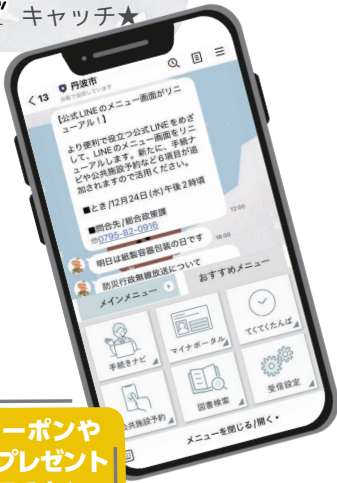 キャッチ★
13
丹波市
【公式LINEのメニュー画面がリニ
ューアル！】
より便利で役立つ公式LINEをめざ
して、LINEのメニュー画面をリニ
ューアルします。新たに、手続ナ
ビや公共施設予約など6項目が追
加されますので活用ください。
■とき/12月24日(水)午後2時頃
■問合先/総合政策課
☎0795-82-0916
12:00
明日は紙製容器包装の日です
18:00
防災行政無線放送について
メインメニュー
おすすめメニュー
手続きナビ
マイナポータル
てくてくたんば
公共施設予約
図書検索
受信設定
メニューを閉じる/開く
ーポンや
プレゼント